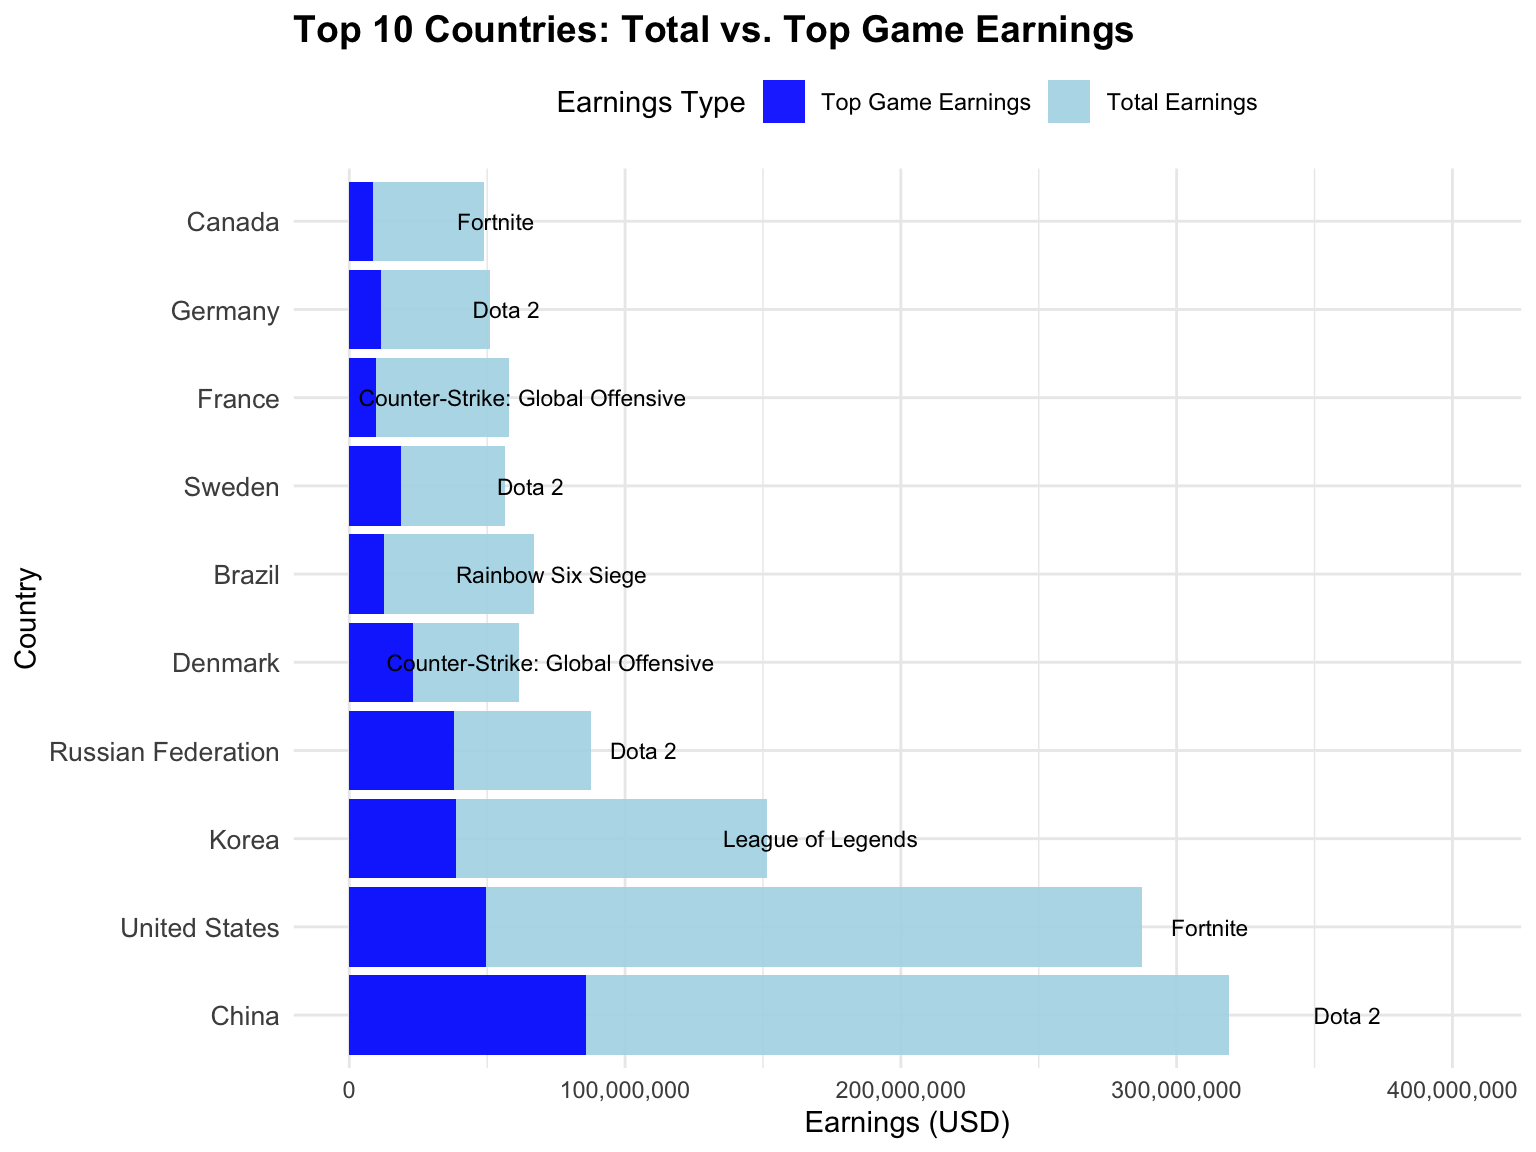 Top 10 Countries: Total vs. Top Game Earnings
Earnings Type Top Game Earnings Total Earnings
Canada Fortnite
Germany Dota 2
France Counter-Strike: Global Offensive
Sweden Dota 2
Brazil Rainbow Six Siege
Denmark Counter-Strike: Global Offensive
Russian Federation Dota 2
Korea League of Legends
United States Fortnite
China Dota 2
Country
0 100,000,000 200,000,000 300,000,000 400,000,000
Earnings (USD)